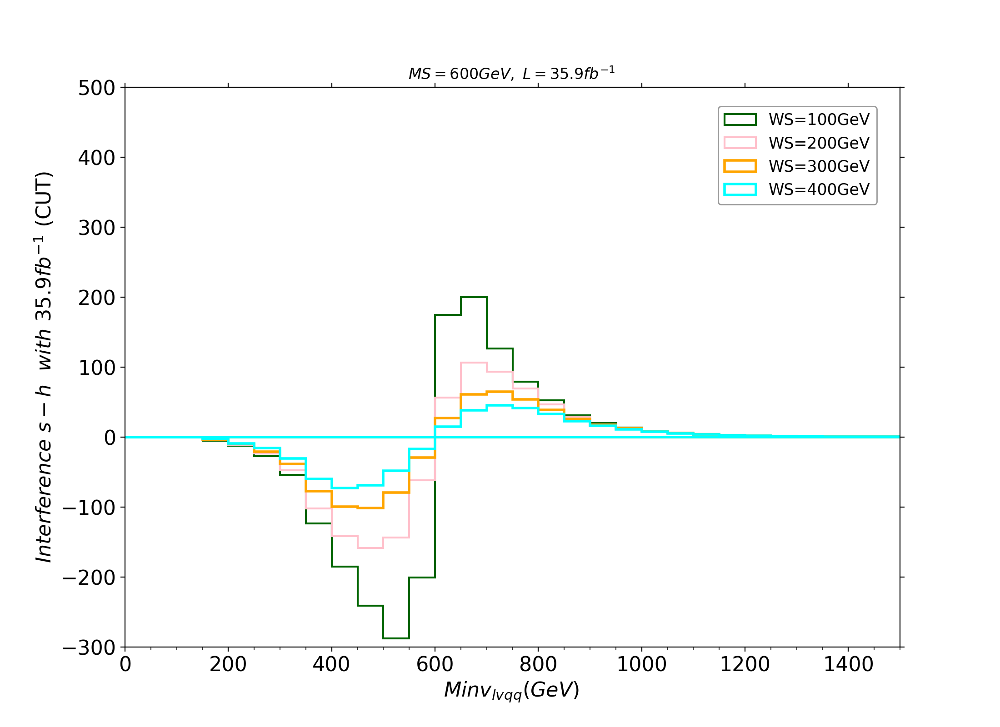 MS = 600GeV, L = 35.9fb⁻¹
500
400
300
200
100
0
−100
−200
−300
Interference s − h with 35.9fb⁻¹ (CUT)
WS=100GeV
WS=200GeV
WS=300GeV
WS=400GeV
0 200 400 600 800 1000 1200 1400
Minv_lvqq(GeV)